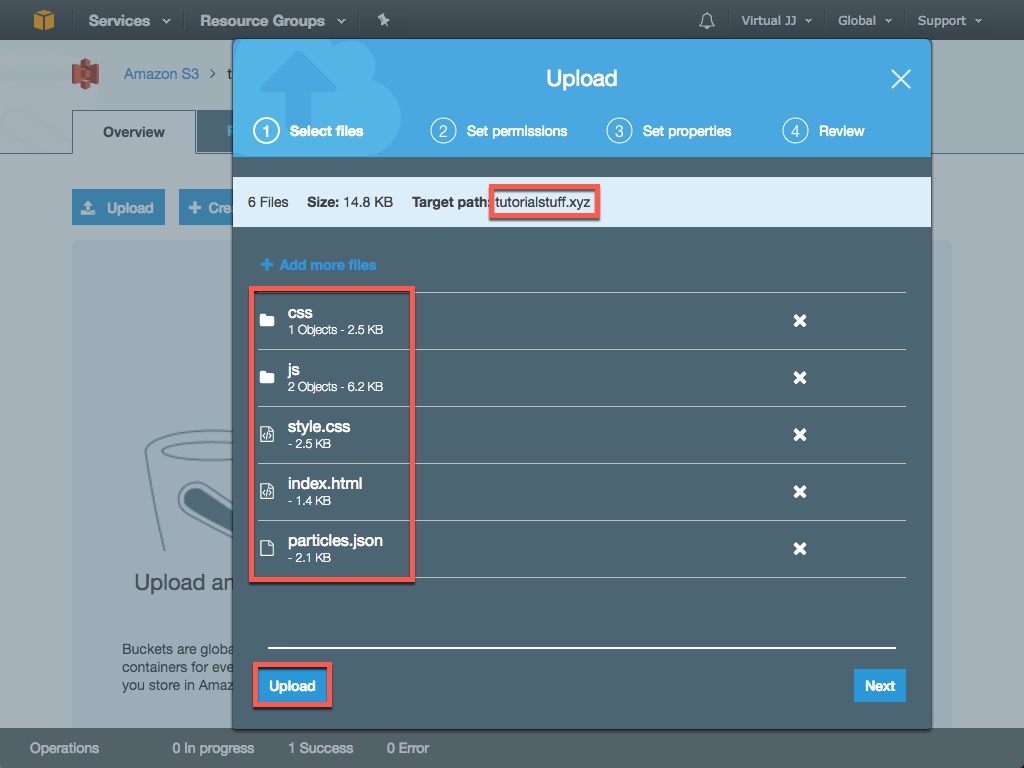 Services
Resource Groups
Virtual JJ
Global
Support
Amazon S3 > t
Overview
Upload
Cre
Upload
1 Select files
2 Set permissions
3 Set properties
4 Review
6 Files Size: 14.8 KB Target path: tutorialstuff.xyz
+ Add more files
css
1 Objects - 2.5 KB
js
2 Objects - 6.2 KB
style.css
- 2.5 KB
index.html
- 1.4 KB
particles.json
- 2.1 KB
Upload an
Buckets are globa
containers for eve
you store in Amaz
Upload
Next
Operations
0 In progress
1 Success
0 Error